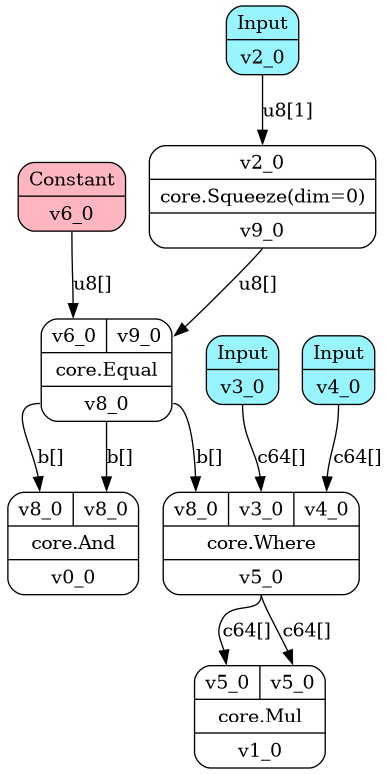 Input
v2_0
u8[1]
v2_0
core.Squeeze(dim=0)
v9_0
Constant
v6_0
u8[]
u8[]
v6_0 v9_0
core.Equal
v8_0
Input
v3_0
Input
v4_0
b[]
b[]
b[]
c64[]
c64[]
v8_0 v8_0
core.And
v0_0
v8_0 v3_0 v4_0
core.Where
v5_0
c64[]
c64[]
v5_0 v5_0
core.Mul
v1_0